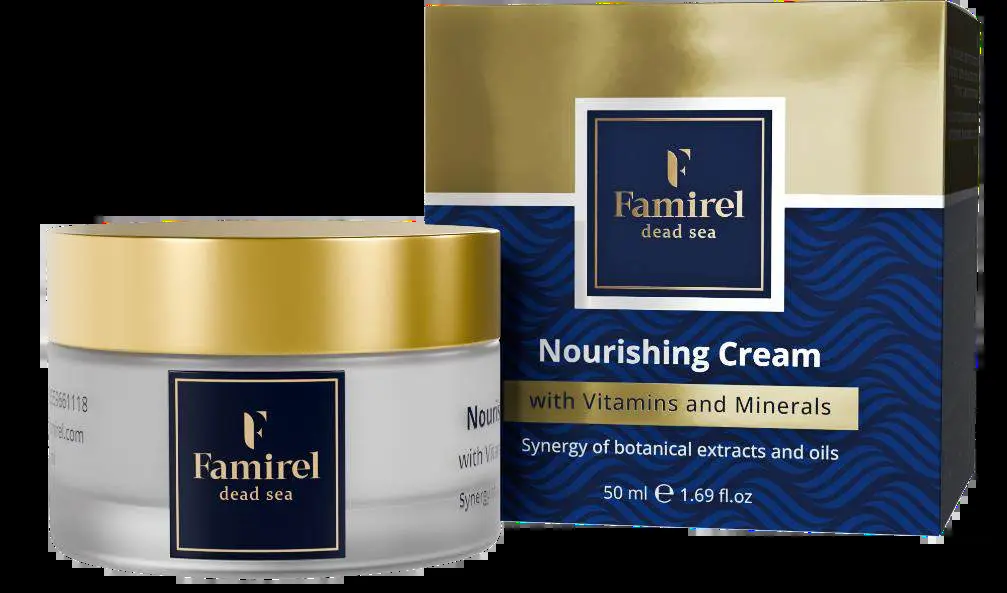 Famirel
dead sea
Nourishing Cream
with Vitamins and Minerals
Synergy of botanical extracts and oils
50 ml ℮ 1.69 fl.oz
Famirel
dead sea
with